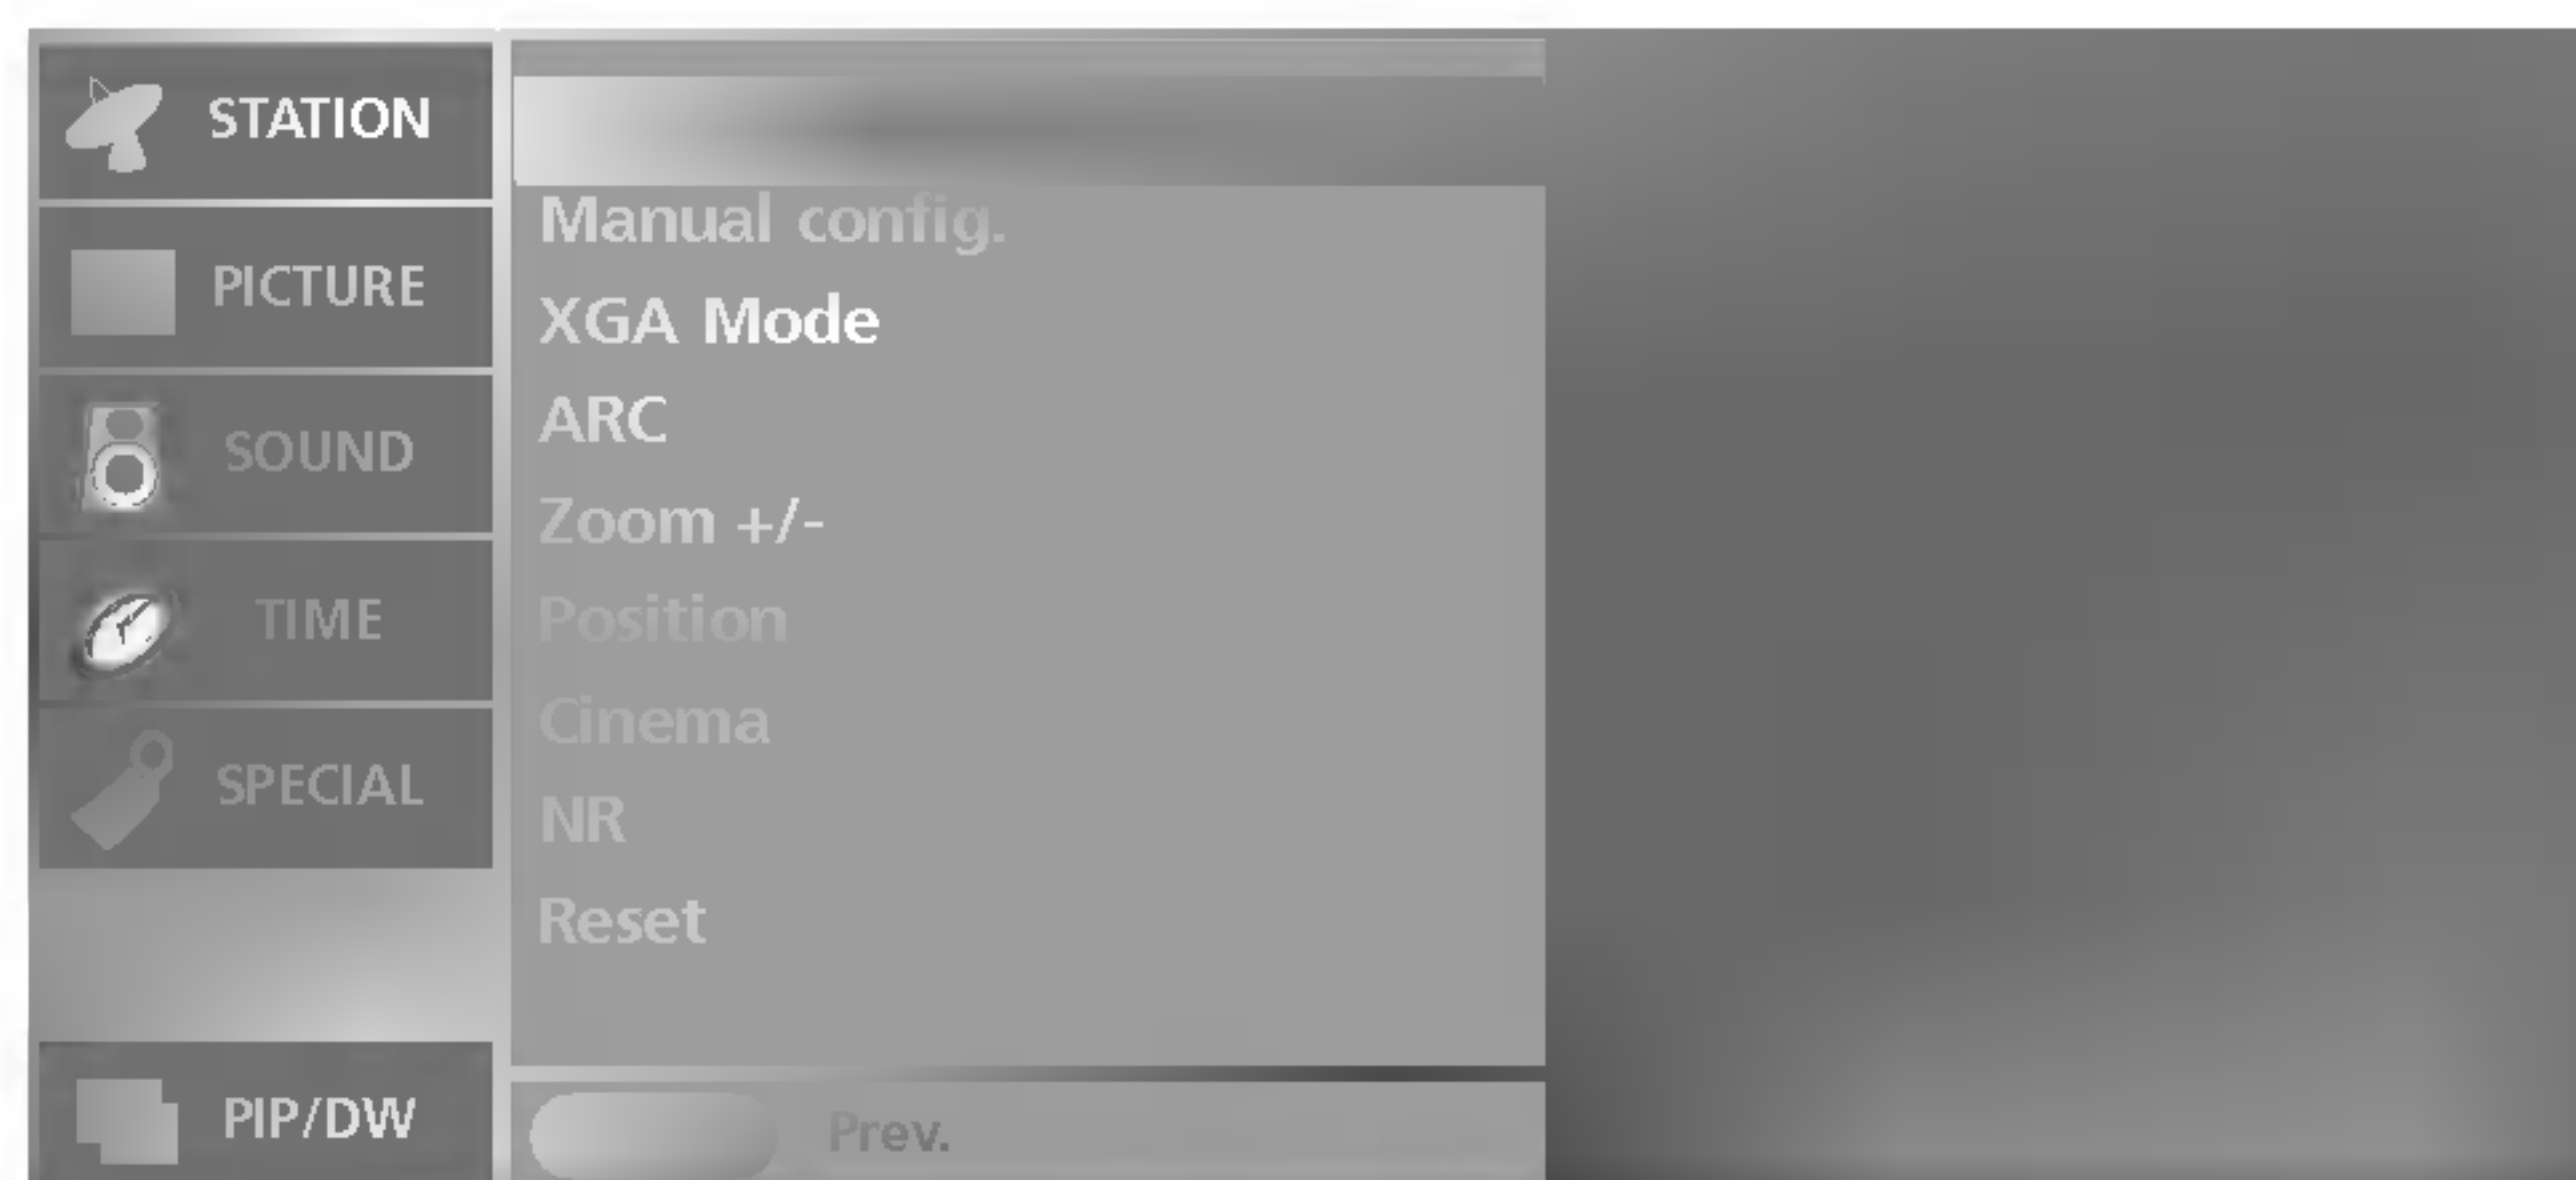 STATION
PICTURE
SOUND
TIME
SPECIAL
PIP/DW
Manual config.
XGA Mode
ARC
Zoom +/-
Position
Cinema
NR
Reset
Prev.